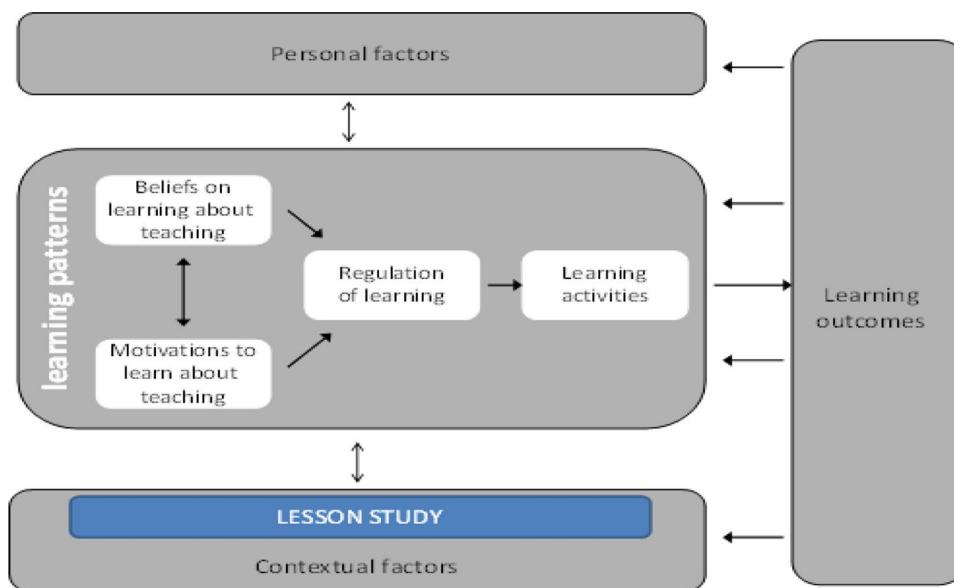 Personal factors
learning patterns
Beliefs on
learning about
teaching
Motivations to
learn about
teaching
Regulation
of learning
Learning
activities
Learning
outcomes
LESSON STUDY
Contextual factors